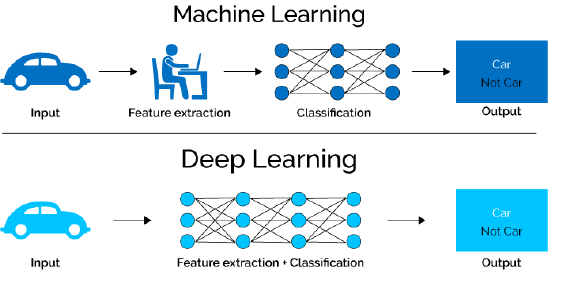 Machine Learning
Car
Not Car
Input
Feature extraction
Classification
Output
Deep Learning
Car
Not Car
Input
Feature extraction + Classification
Output